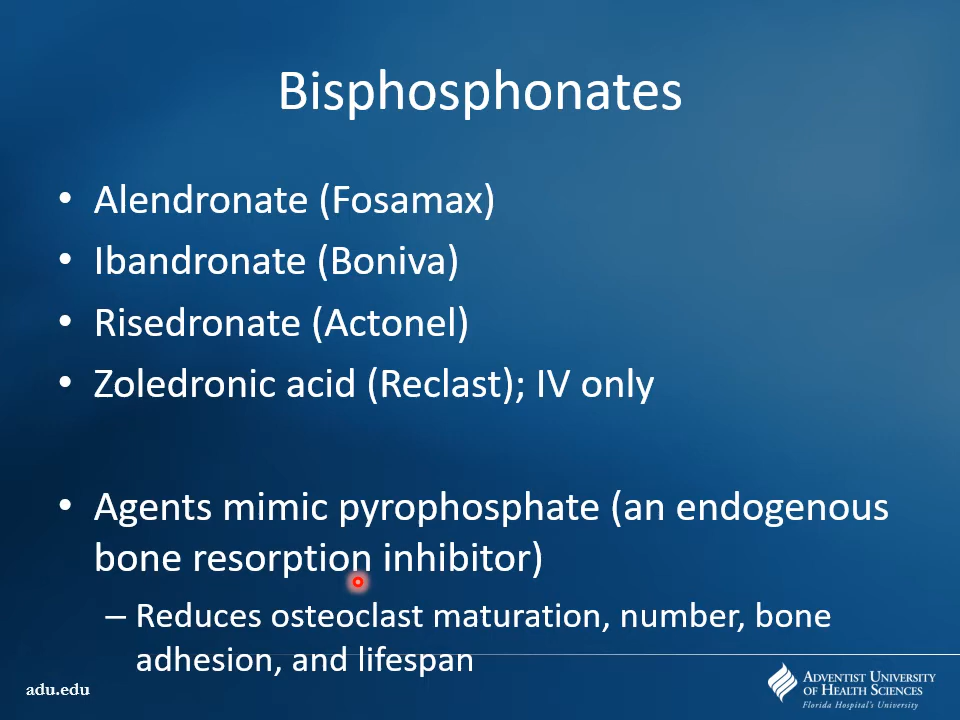 Bisphosphonates
• Alendronate (Fosamax)
• Ibandronate (Boniva)
• Risedronate (Actonel)
• Zoledronic acid (Reclast); IV only
• Agents mimic pyrophosphate (an endogenous
bone resorption inhibitor)
– Reduces osteoclast maturation, number, bone
adhesion, and lifespan
adu.edu
ADVENTIST UNIVERSITY
OF HEALTH SCIENCES
Florida Hospital's University